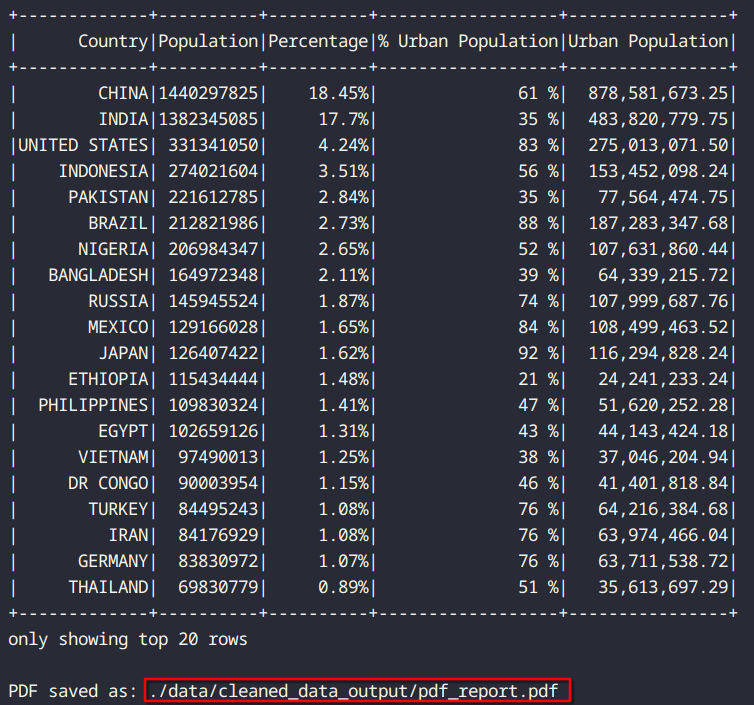 +-------------+----------+----------+------------------+----------------+
|      Country|Population|Percentage|% Urban Population|Urban Population|
+-------------+----------+----------+------------------+----------------+
|        CHINA|1440297825|    18.45%|              61 %|  878,581,673.25|
|        INDIA|1382345085|     17.7%|              35 %|  483,820,779.75|
|UNITED STATES| 331341050|     4.24%|              83 %|  275,013,071.50|
|    INDONESIA| 274021604|     3.51%|              56 %|  153,452,098.24|
|     PAKISTAN| 221612785|     2.84%|              35 %|   77,564,474.75|
|       BRAZIL| 212821986|     2.73%|              88 %|  187,283,347.68|
|      NIGERIA| 206984347|     2.65%|              52 %|  107,631,860.44|
|   BANGLADESH| 164972348|     2.11%|              39 %|   64,339,215.72|
|       RUSSIA| 145945524|     1.87%|              74 %|  107,999,687.76|
|       MEXICO| 129166028|     1.65%|              84 %|  108,499,463.52|
|        JAPAN| 126407422|     1.62%|              92 %|  116,294,828.24|
|     ETHIOPIA| 115434444|     1.48%|              21 %|   24,241,233.24|
|  PHILIPPINES| 109830324|     1.41%|              47 %|   51,620,252.28|
|        EGYPT| 102659126|     1.31%|              43 %|   44,143,424.18|
|      VIETNAM|  97490013|     1.25%|              38 %|   37,046,204.94|
|     DR CONGO|  90003954|     1.15%|              46 %|   41,401,818.84|
|       TURKEY|  84495243|     1.08%|              76 %|   64,216,384.68|
|         IRAN|  84176929|     1.08%|              76 %|   63,974,466.04|
|      GERMANY|  83830972|     1.07%|              76 %|   63,711,538.72|
|     THAILAND|  69830779|     0.89%|              51 %|   35,613,697.29|
+-------------+----------+----------+------------------+----------------+
only showing top 20 rows
PDF saved as: ./data/cleaned_data_output/pdf_report.pdf